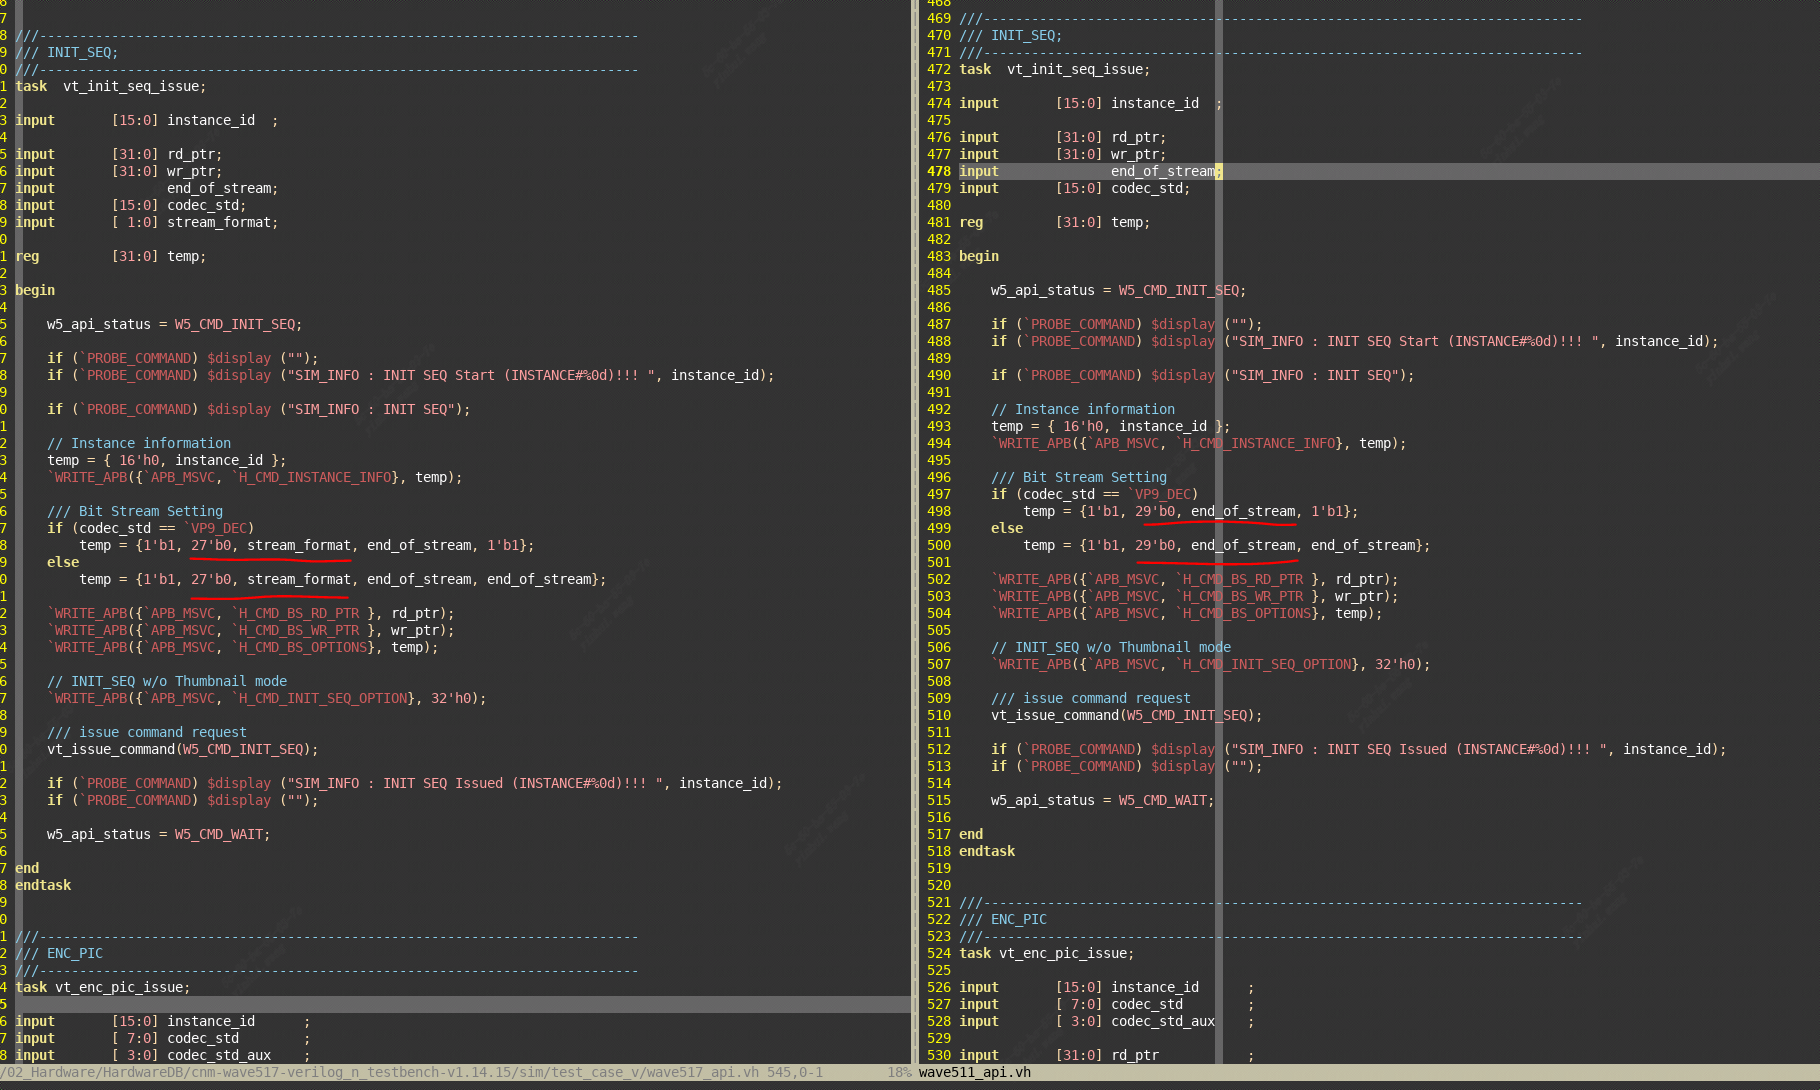 6
7
8 ///---------------------------------------------------------------------------
9 /// INIT_SEQ;
0 ///---------------------------------------------------------------------------
1 task  vt_init_seq_issue;
2
3 input       [15:0] instance_id  ;
4
5 input       [31:0] rd_ptr;
6 input       [31:0] wr_ptr;
7 input              end_of_stream;
8 input       [15:0] codec_std;
9 input       [ 1:0] stream_format;
0
1 reg         [31:0] temp;
2
3 begin
4
5     w5_api_status = W5_CMD_INIT_SEQ;
6
7     if (`PROBE_COMMAND) $display ("");
8     if (`PROBE_COMMAND) $display ("SIM_INFO : INIT SEQ Start (INSTANCE#%0d)!!! ", instance_id);
9
0     if (`PROBE_COMMAND) $display ("SIM_INFO : INIT SEQ");
1
2     // Instance information
3     temp = { 16'h0, instance_id };
4     `WRITE_APB({`APB_MSVC, `H_CMD_INSTANCE_INFO}, temp);
5
6     /// Bit Stream Setting
7     if (codec_std == `VP9_DEC)
8         temp = {1'b1, 27'b0, stream_format, end_of_stream, 1'b1};
9     else
0         temp = {1'b1, 27'b0, stream_format, end_of_stream, end_of_stream};
1
2     `WRITE_APB({`APB_MSVC, `H_CMD_BS_RD_PTR }, rd_ptr);
3     `WRITE_APB({`APB_MSVC, `H_CMD_BS_WR_PTR }, wr_ptr);
4     `WRITE_APB({`APB_MSVC, `H_CMD_BS_OPTIONS}, temp);
5
6     // INIT_SEQ w/o Thumbnail mode
7     `WRITE_APB({`APB_MSVC, `H_CMD_INIT_SEQ_OPTION}, 32'h0);
8
9     /// issue command request
0     vt_issue_command(W5_CMD_INIT_SEQ);
1
2     if (`PROBE_COMMAND) $display ("SIM_INFO : INIT SEQ Issued (INSTANCE#%0d)!!! ", instance_id);
3     if (`PROBE_COMMAND) $display ("");
4
5     w5_api_status = W5_CMD_WAIT;
6
7 end
8 endtask
9
0
1 ///---------------------------------------------------------------------------
2 /// ENC_PIC
3 ///---------------------------------------------------------------------------
4 task vt_enc_pic_issue;
5
6 input       [15:0] instance_id      ;
7 input       [ 7:0] codec_std        ;
8 input       [ 3:0] codec_std_aux    ;
/02_Hardware/HardwareDB/cnm-wave517-verilog_n_testbench-v1.14.15/sim/test_case_v/wave517_api.vh 545,0-1        18%
468
469 ///---------------------------------------------------------------------------
470 /// INIT_SEQ;
471 ///---------------------------------------------------------------------------
472 task  vt_init_seq_issue;
473
474 input       [15:0] instance_id  ;
475
476 input       [31:0] rd_ptr;
477 input       [31:0] wr_ptr;
478 input              end_of_stream;
479 input       [15:0] codec_std;
480
481 reg         [31:0] temp;
482
483 begin
484
485     w5_api_status = W5_CMD_INIT_SEQ;
486
487     if (`PROBE_COMMAND) $display ("");
488     if (`PROBE_COMMAND) $display ("SIM_INFO : INIT SEQ Start (INSTANCE#%0d)!!! ", instance_id);
489
490     if (`PROBE_COMMAND) $display ("SIM_INFO : INIT SEQ");
491
492     // Instance information
493     temp = { 16'h0, instance_id };
494     `WRITE_APB({`APB_MSVC, `H_CMD_INSTANCE_INFO}, temp);
495
496     /// Bit Stream Setting
497     if (codec_std == `VP9_DEC)
498         temp = {1'b1, 29'b0, end_of_stream, 1'b1};
499     else
500         temp = {1'b1, 29'b0, end_of_stream, end_of_stream};
501
502     `WRITE_APB({`APB_MSVC, `H_CMD_BS_RD_PTR }, rd_ptr);
503     `WRITE_APB({`APB_MSVC, `H_CMD_BS_WR_PTR }, wr_ptr);
504     `WRITE_APB({`APB_MSVC, `H_CMD_BS_OPTIONS}, temp);
505
506     // INIT_SEQ w/o Thumbnail mode
507     `WRITE_APB({`APB_MSVC, `H_CMD_INIT_SEQ_OPTION}, 32'h0);
508
509     /// issue command request
510     vt_issue_command(W5_CMD_INIT_SEQ);
511
512     if (`PROBE_COMMAND) $display ("SIM_INFO : INIT SEQ Issued (INSTANCE#%0d)!!! ", instance_id);
513     if (`PROBE_COMMAND) $display ("");
514
515     w5_api_status = W5_CMD_WAIT;
516
517 end
518 endtask
519
520
521 ///---------------------------------------------------------------------------
522 /// ENC_PIC
523 ///---------------------------------------------------------------------------
524 task vt_enc_pic_issue;
525
526 input       [15:0] instance_id      ;
527 input       [ 7:0] codec_std        ;
528 input       [ 3:0] codec_std_aux    ;
529
530 input       [31:0] rd_ptr           ;
wave511_api.vh